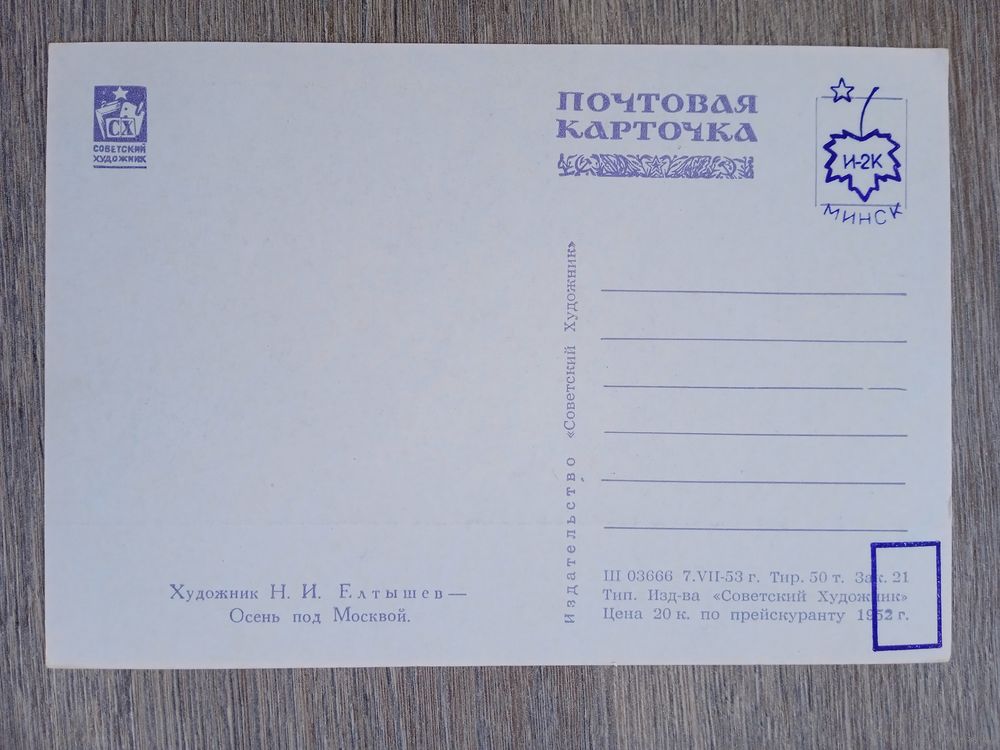 СХ
СОВЕТСКИЙ
ХУДОЖНИК
ПОЧТОВАЯ
КАРТОЧКА
И-2К
МИНСК
Издательство «Советский Художник»
Художник Н. И. Елтышев —
Осень под Москвой.
Ш 03666 7.VII-53 г. Тир. 50 т. Зак. 21
Тип. Изд-ва «Советский Художник»
Цена 20 к. по прейскуранту 1952 г.